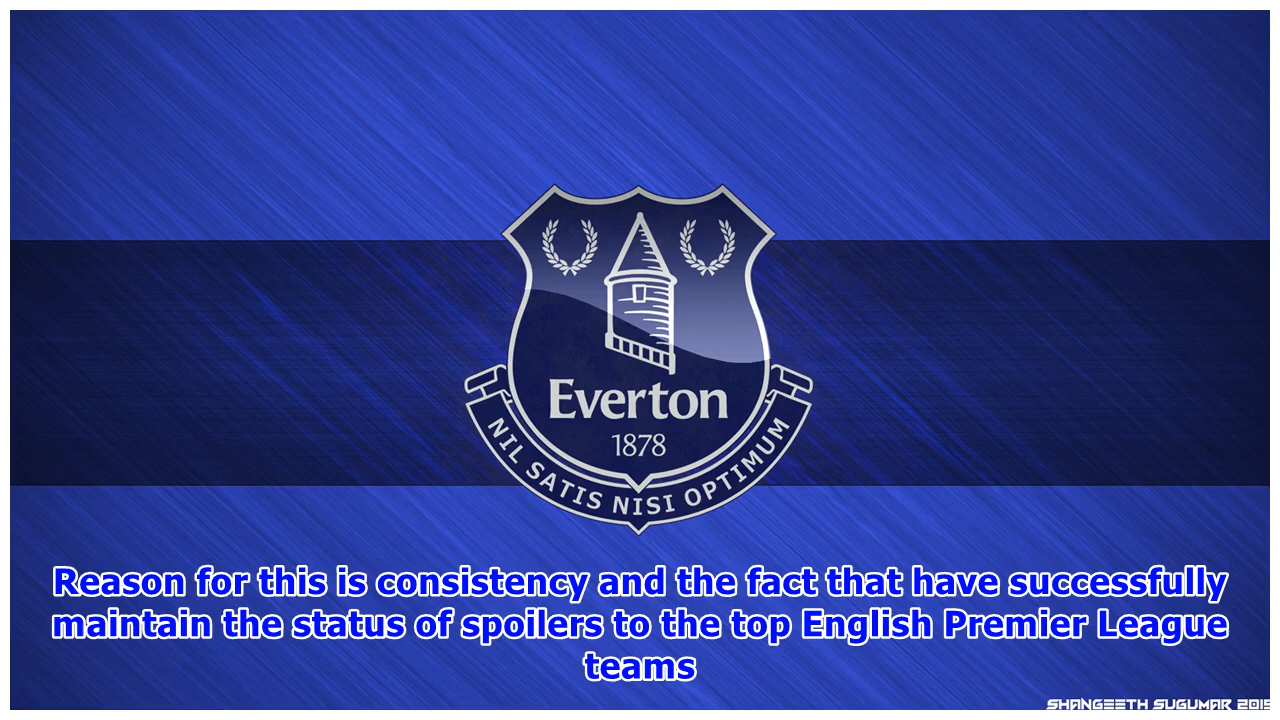 Everton
1878
NIL SATIS NISI OPTIMUM
Reason for this is consistency and the fact that have successfully
maintain the status of spoilers to the top English Premier League
teams
SHANGEETH SUGUMAR 2015